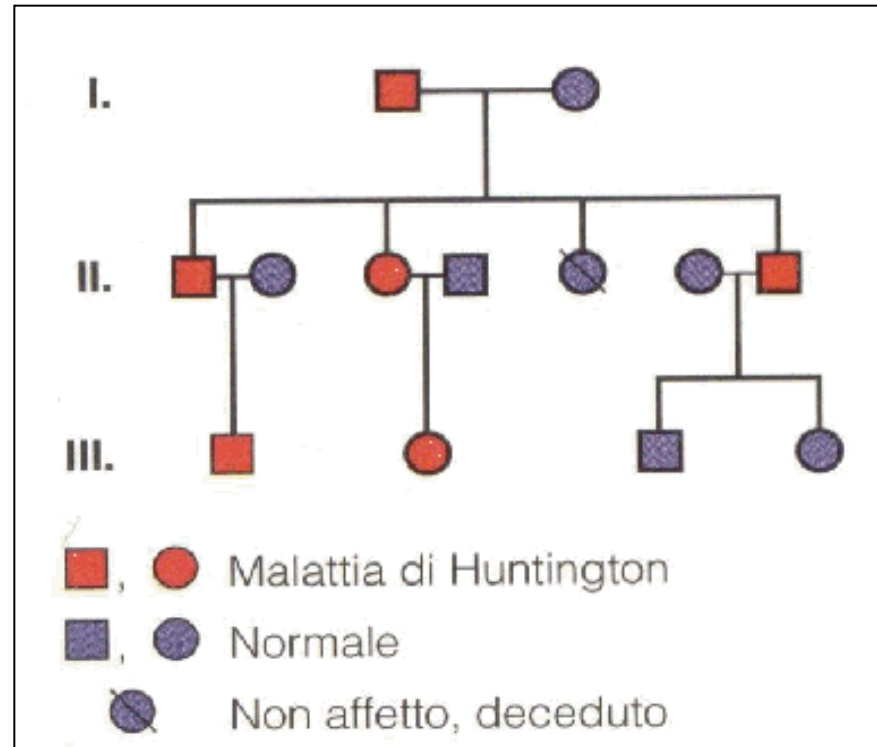 I.
II.
III.
, Malattia di Huntington
, Normale
Non affetto, deceduto